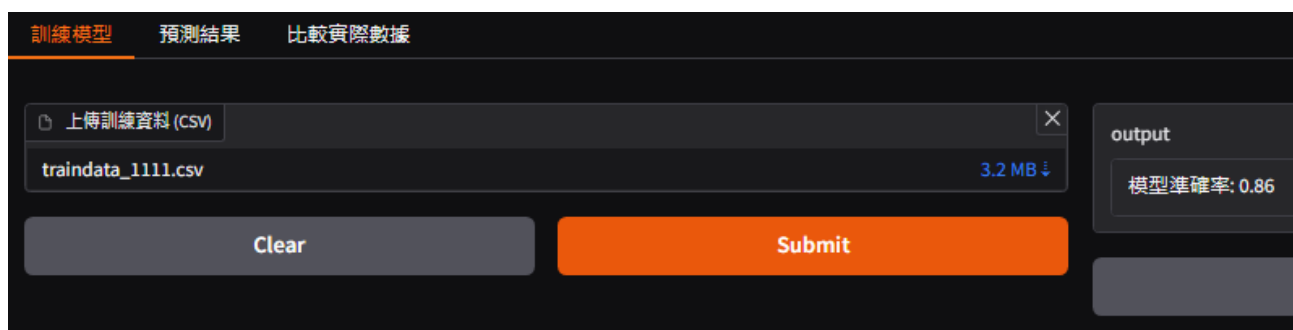 訓練模型 預測結果 比較實際數據
上傳訓練資料 (CSV)
traindata_1111.csv 3.2 MB ⇣
Clear Submit
output
模型準確率: 0.86